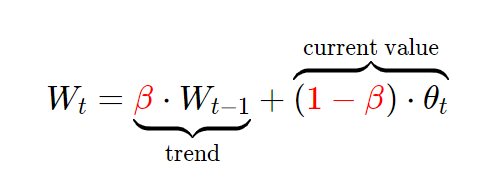 current value
W_t = β · W_{t−1} + (1 − β) · θ_t
trend